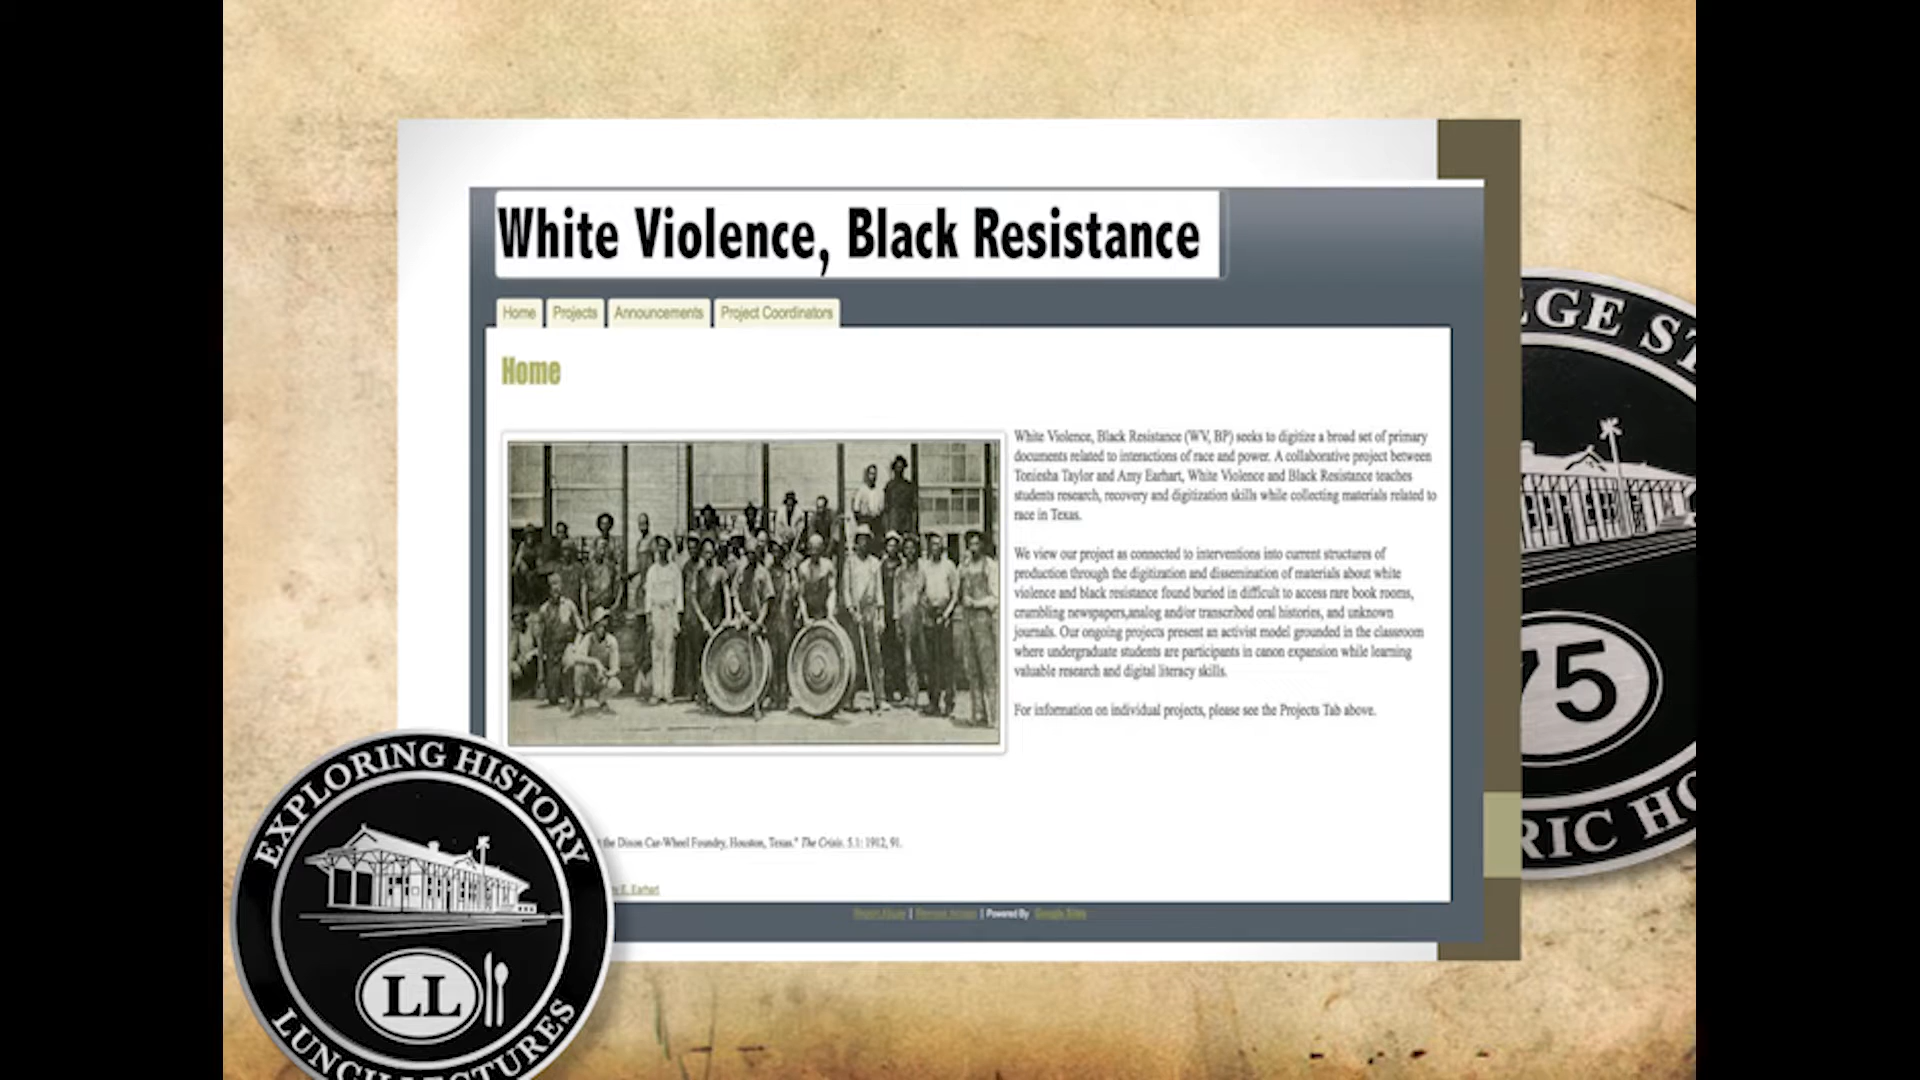 White Violence, Black Resistance
Home
Projects
Announcements
Project Coordinators
Home
White Violence, Black Resistance (WV, BP) seeks to digitize a broad set of primary
documents related to interactions of race and power. A collaborative project between
Toniesha Taylor and Amy Earhart, White Violence and Black Resistance teaches
students research, recovery and digitization skills while collecting materials related to
race in Texas.
We view our project as connected to interventions into current structures of
production through the digitization and dissemination of materials about white
violence and black resistance found buried in difficult to access rare book rooms,
crumbling newspapers,analog and/or transcribed oral histories, and unknown
journals. Our ongoing projects present an activist model grounded in the classroom
where undergraduate students are participants in canon expansion while learning
valuable research and digital literacy skills.
For information on individual projects, please see the Projects Tab above.
the Dixon Car-Wheel Foundry, Houston, Texas." The Crisis. 5.1: 1912, 91.
E. Earhart
Report Abuse | Remove Access | Powered By Google Sites
EXPLORING HISTORY
LL
LUNCH LECTURES
EGE ST
75
RIC HO